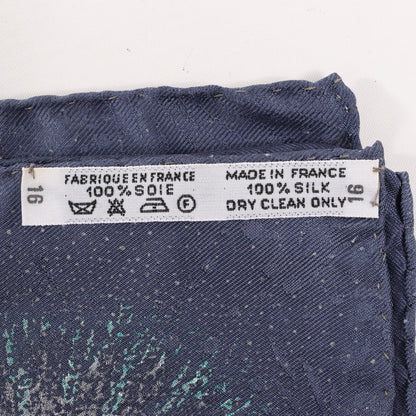 16
FABRIQUE EN FRANCE
100% SOIE
F
MADE IN FRANCE
100% SILK
DRY CLEAN ONLY
16